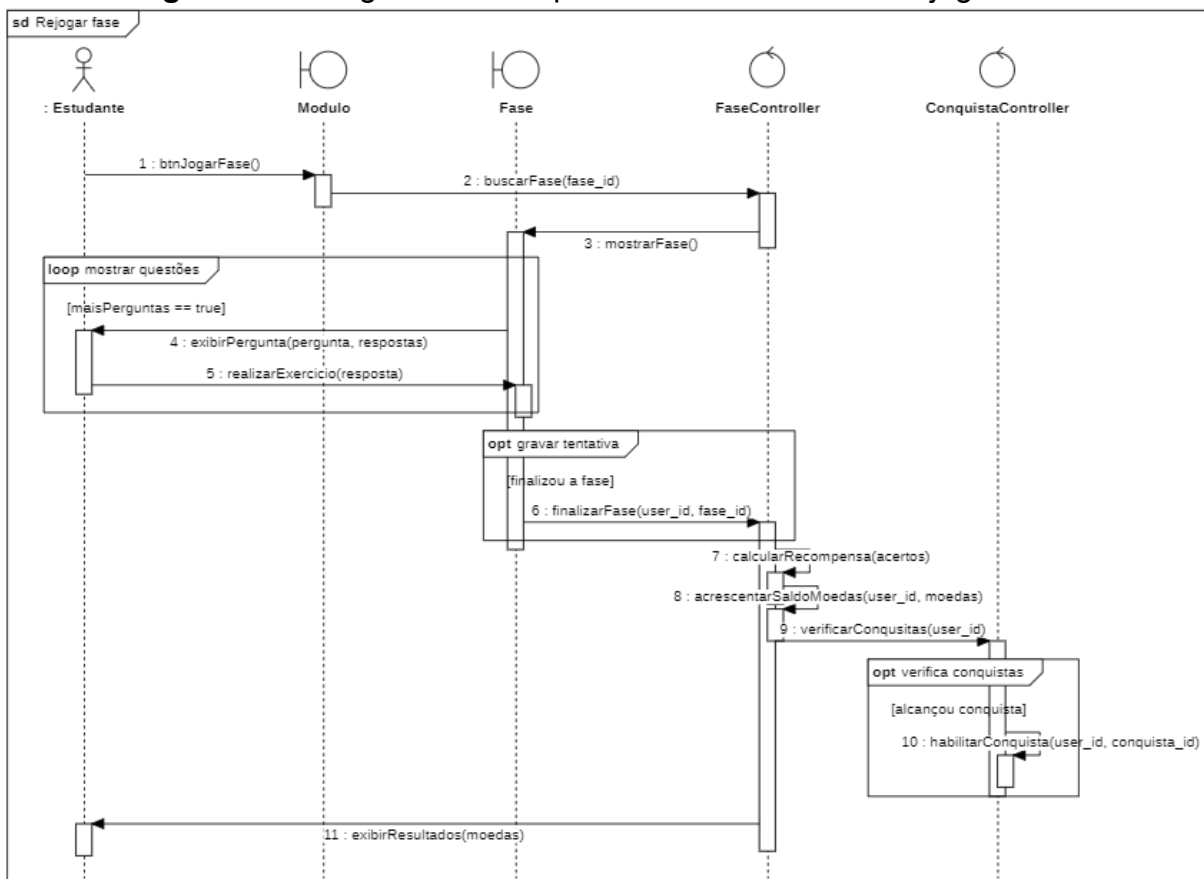 sd Rejogar fase
: Estudante
Modulo
Fase
FaseController
ConquistaController
1 : btnJogarFase()
2 : buscarFase(fase_id)
3 : mostrarFase()
loop mostrar questões
[maisPerguntas == true]
4 : exibirPergunta(pergunta, respostas)
5 : realizarExercicio(resposta)
opt gravar tentativa
[finalizou a fase]
6 : finalizarFase(user_id, fase_id)
7 : calcularRecompensa(acertos)
8 : acrescentarSaldoMoedas(user_id, moedas)
9 : verificarConqusitas(user_id)
opt verifica conquistas
[alcançou conquista]
10 : habilitarConquista(user_id, conquista_id)
11 : exibirResultados(moedas)